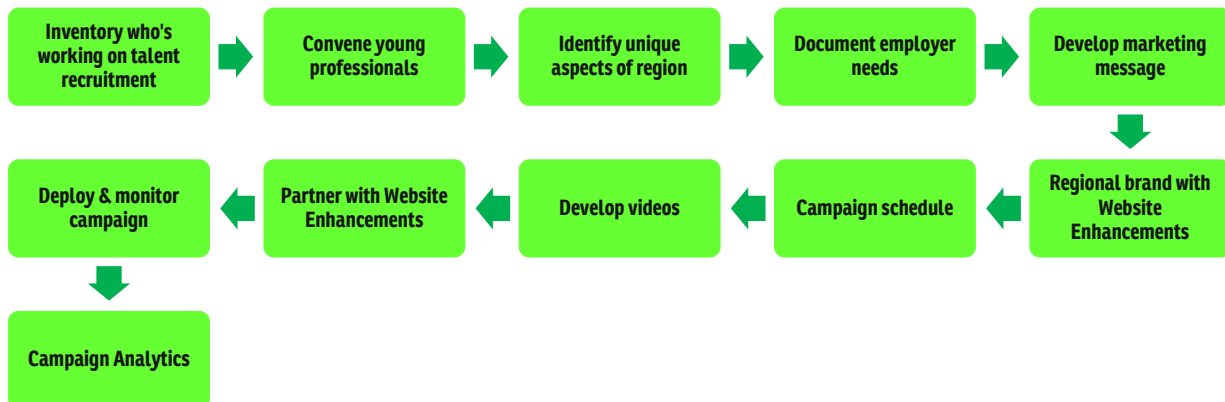 Inventory who's
working on talent
recruitment
Convene young
professionals
Identify unique
aspects of region
Document employer
needs
Develop marketing
message
Regional brand with
Website
Enhancements
Campaign schedule
Develop videos
Partner with Website
Enhancements
Deploy & monitor
campaign
Campaign Analytics